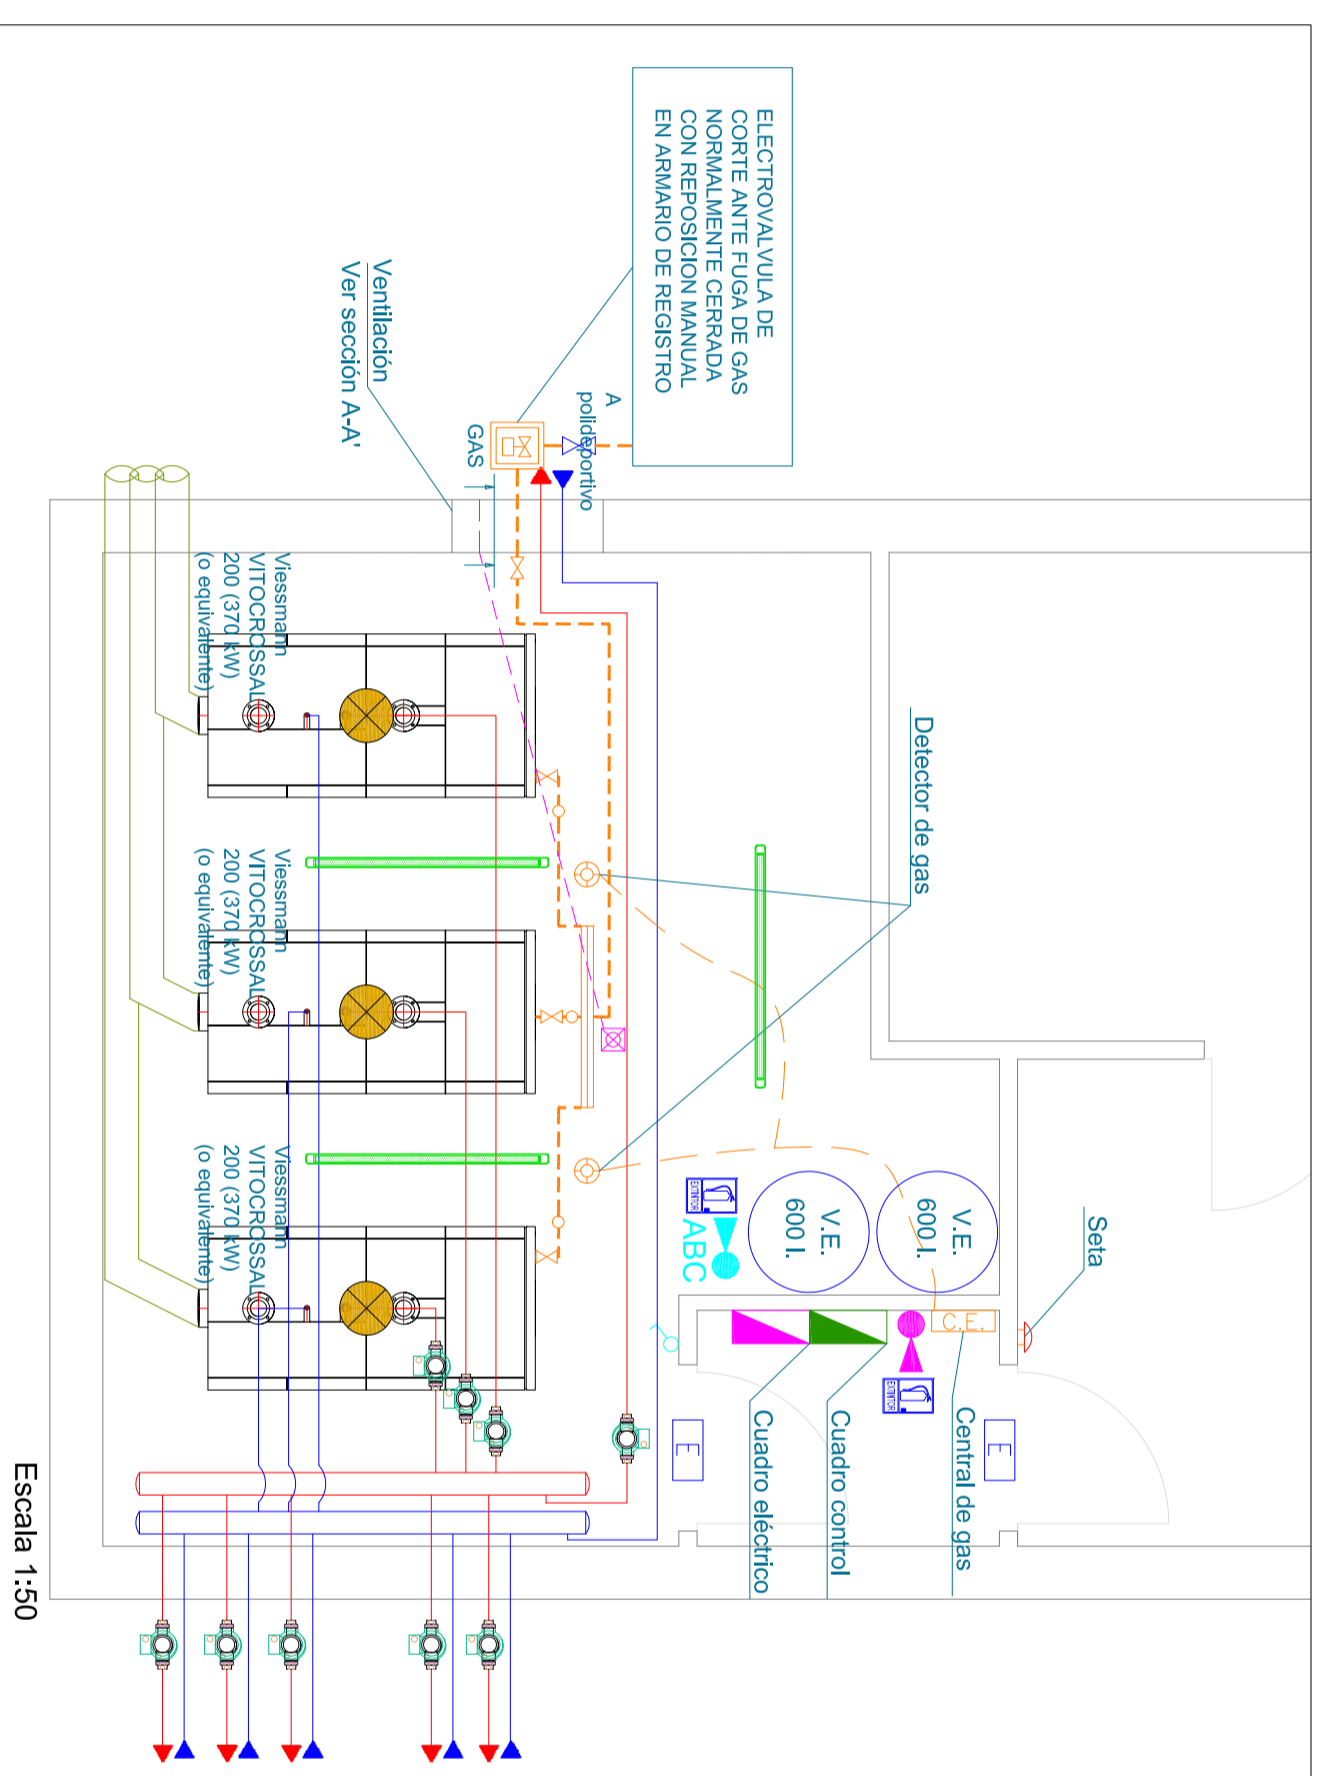 ELECTROVALVULA DE
CORTE ANTE FUGA DE GAS
NORMALMENTE CERRADA
CON REPOSICION MANUAL
EN ARMARIO DE REGISTRO
Ventilación
Ver sección A-A'
A
polideportivo
GAS
Detector de gas
Viessmann
VITOCROSSAL
200 (370 kW)
(o equivalente)
Viessmann
VITOCROSSAL
200 (370 kW)
(o equivalente)
Viessmann
VITOCROSSAL
200 (370 kW)
(o equivalente)
V.E.
600 l.
V.E.
600 l.
EXTINTOR
ABC
Seta
C.E.
EXTINTOR
E
E
Central de gas
Cuadro control
Cuadro eléctrico
Escala 1:50